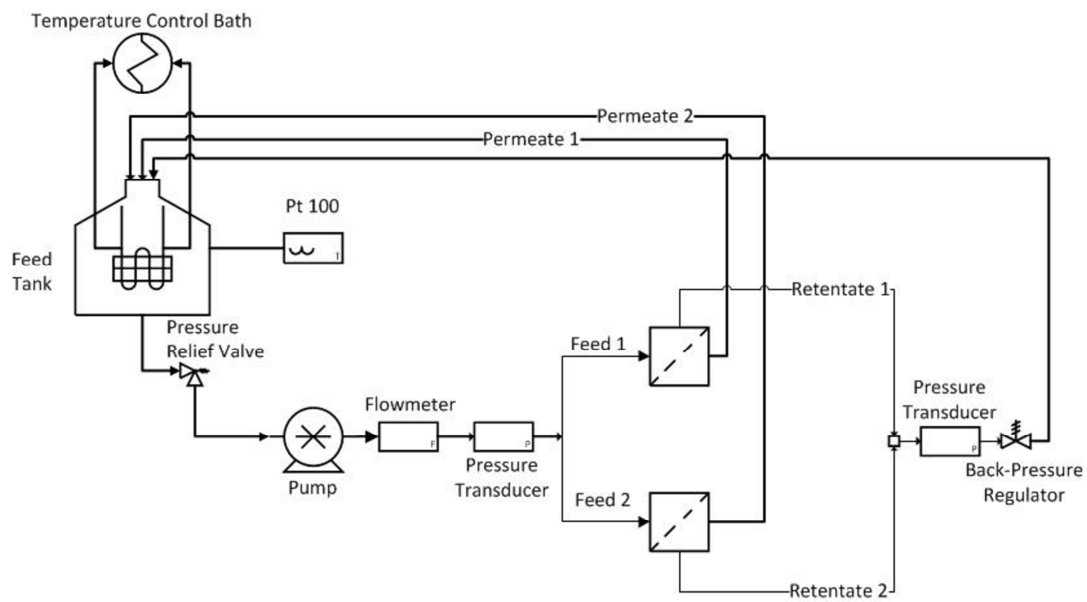 Temperature Control Bath
Permeate 2
Permeate 1
Pt 100
T
Feed
Tank
Retentate 1
Pressure
Relief Valve
Feed 1
Pressure
Transducer
Flowmeter
F
P
P
Pressure
Transducer
Back-Pressure
Regulator
Pump
Feed 2
Retentate 2